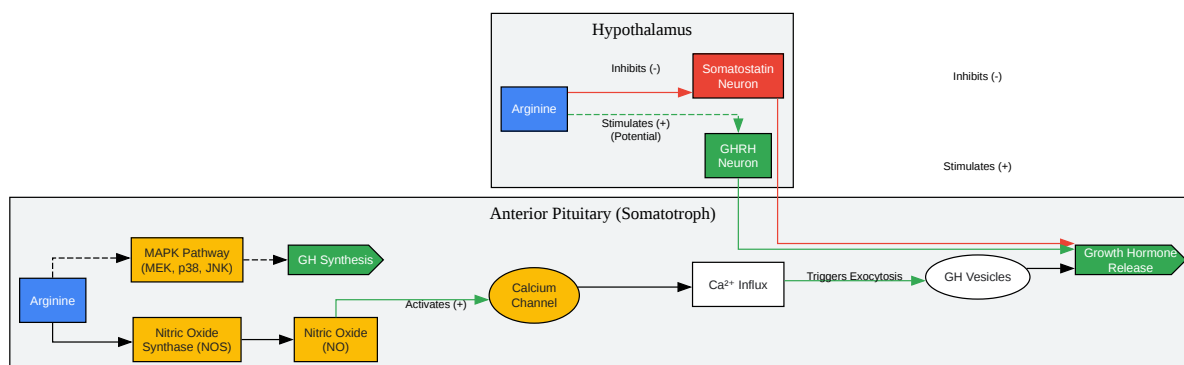 Hypothalamus
Inhibits (-)
Somatostatin
Neuron
Inhibits (-)
Arginine
Stimulates (+)
(Potential)
GHRH
Neuron
Stimulates (+)
Anterior Pituitary (Somatotroph)
MAPK Pathway
(MEK, p38, JNK)
GH Synthesis
Growth Hormone
Release
Arginine
Calcium
Channel
Ca²⁺ Influx
Triggers Exocytosis
GH Vesicles
Activates (+)
Nitric Oxide
Synthase (NOS)
Nitric Oxide
(NO)